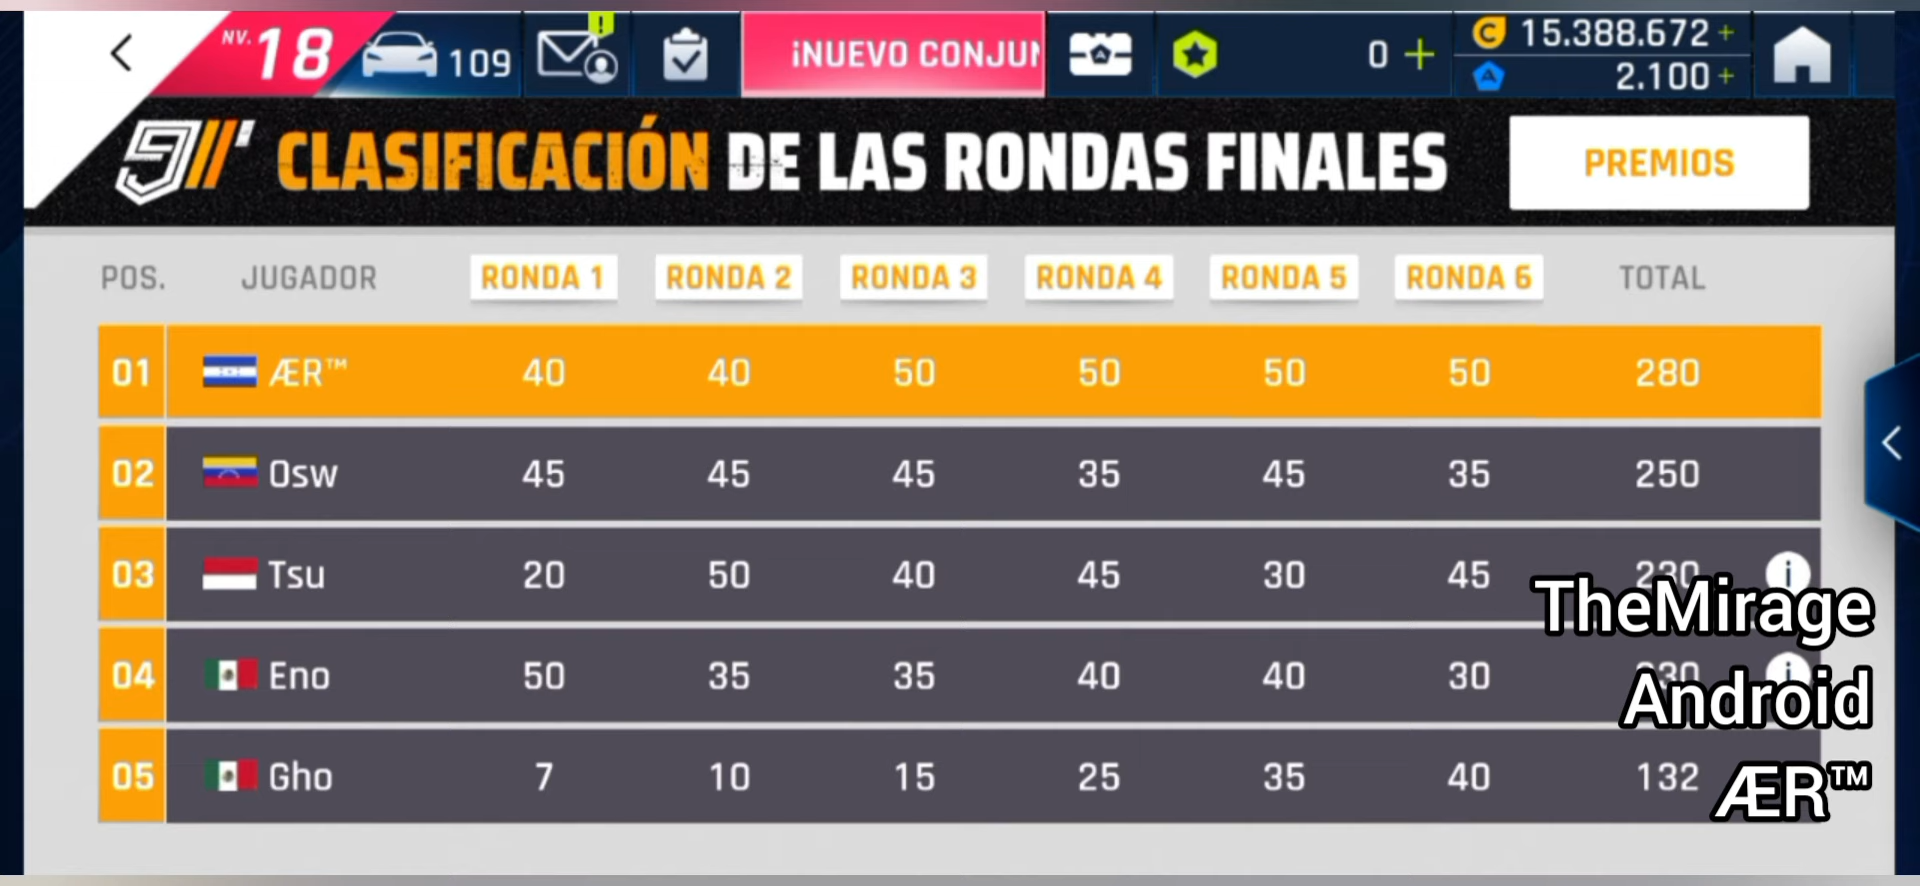 NV. 18 109 ¡NUEVO CONJUN 0 + 15.388.672 +
2.100 +
CLASIFICACIÓN DE LAS RONDAS FINALES PREMIOS
POS. JUGADOR RONDA 1 RONDA 2 RONDA 3 RONDA 4 RONDA 5 RONDA 6 TOTAL
01 ÆR™ 40 40 50 50 50 50 280
02 Osw 45 45 45 35 45 35 250
03 Tsu 20 50 40 45 30 45 230
04 Eno 50 35 35 40 40 30 230
05 Gho 7 10 15 25 35 40 132
TheMirage
Android
ÆR™